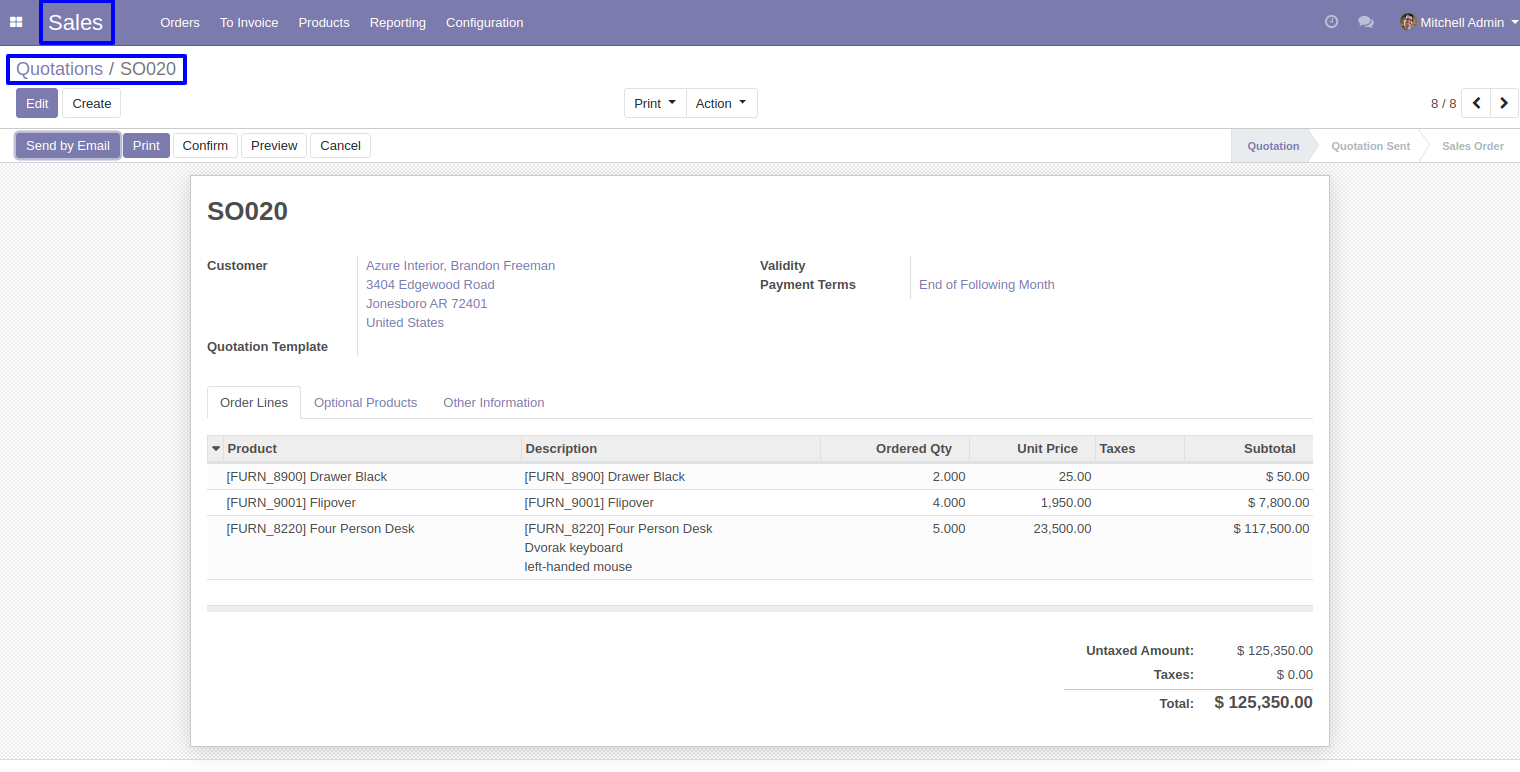 Sales Orders To Invoice Products Reporting Configuration Mitchell Admin
Quotations / SO020
Edit Create Print Action 8 / 8
Send by Email Print Confirm Preview Cancel Quotation Quotation Sent Sales Order
SO020
Customer Azure Interior, Brandon Freeman Validity
3404 Edgewood Road Payment Terms End of Following Month
Jonesboro AR 72401
United States
Quotation Template
Order Lines Optional Products Other Information
Product Description Ordered Qty Unit Price Taxes Subtotal
[FURN_8900] Drawer Black [FURN_8900] Drawer Black 2.000 25.00 $ 50.00
[FURN_9001] Flipover [FURN_9001] Flipover 4.000 1,950.00 $ 7,800.00
[FURN_8220] Four Person Desk [FURN_8220] Four Person Desk 5.000 23,500.00 $ 117,500.00
Dvorak keyboard
left-handed mouse
Untaxed Amount: $ 125,350.00
Taxes: $ 0.00
Total: $ 125,350.00